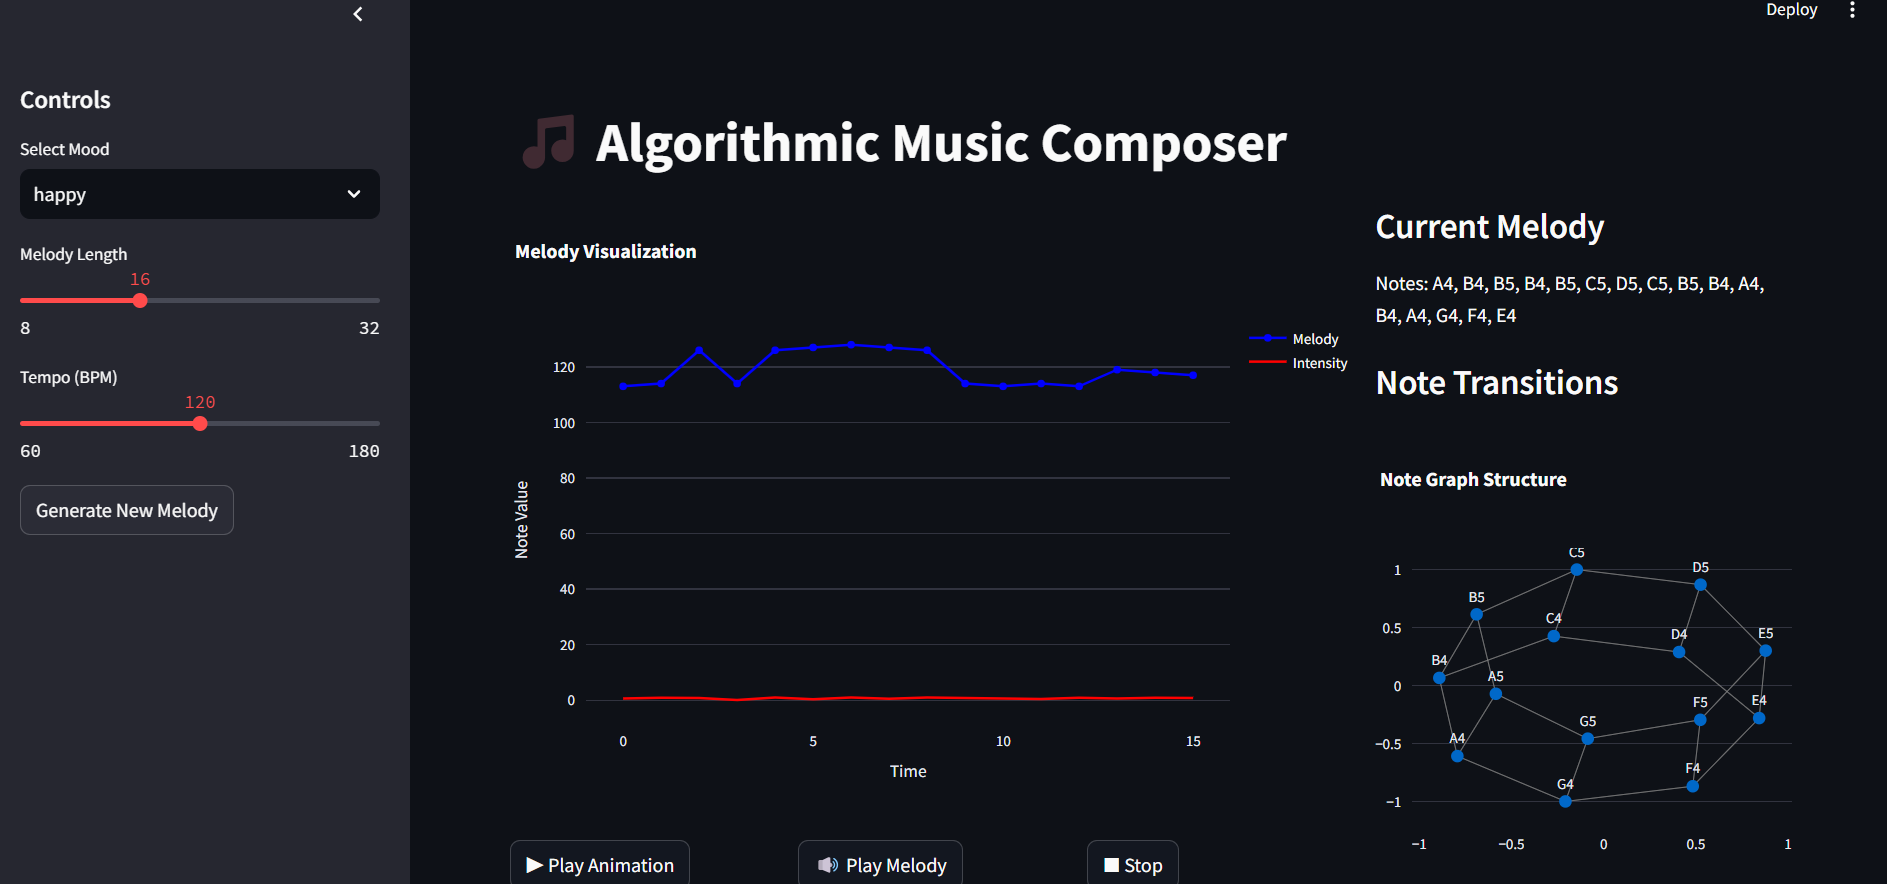 Deploy
Controls
Select Mood
happy
Melody Length
16
8 32
Tempo (BPM)
120
60 180
Generate New Melody
Algorithmic Music Composer
Melody Visualization
Melody
Intensity
120
100
80
60
40
20
0
Note Value
0 5 10 15
Time
▶ Play Animation
🔊 Play Melody
⏹ Stop
Current Melody
Notes: A4, B4, B5, B4, B5, C5, D5, C5, B5, B4, A4,
B4, A4, G4, F4, E4
Note Transitions
Note Graph Structure
C5
1
D5
B5
C4
0.5
D4
E5
B4
A5
0
F5
E4
G5
A4
−0.5
F4
G4
−1
−1 −0.5 0 0.5 1